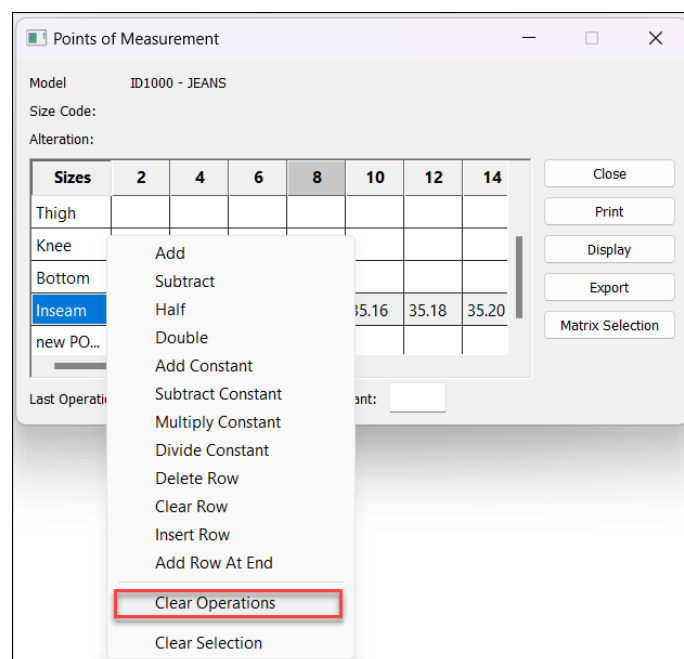 Points of Measurement
Model ID1000 - JEANS
Size Code:
Alteration:
Sizes 2 4 6 8 10 12 14
Thigh
Knee
Bottom
Inseam 35.16 35.18 35.20
new PO...
Close
Print
Display
Export
Matrix Selection
Last Operati ant:
Add
Subtract
Half
Double
Add Constant
Subtract Constant
Multiply Constant
Divide Constant
Delete Row
Clear Row
Insert Row
Add Row At End
Clear Operations
Clear Selection